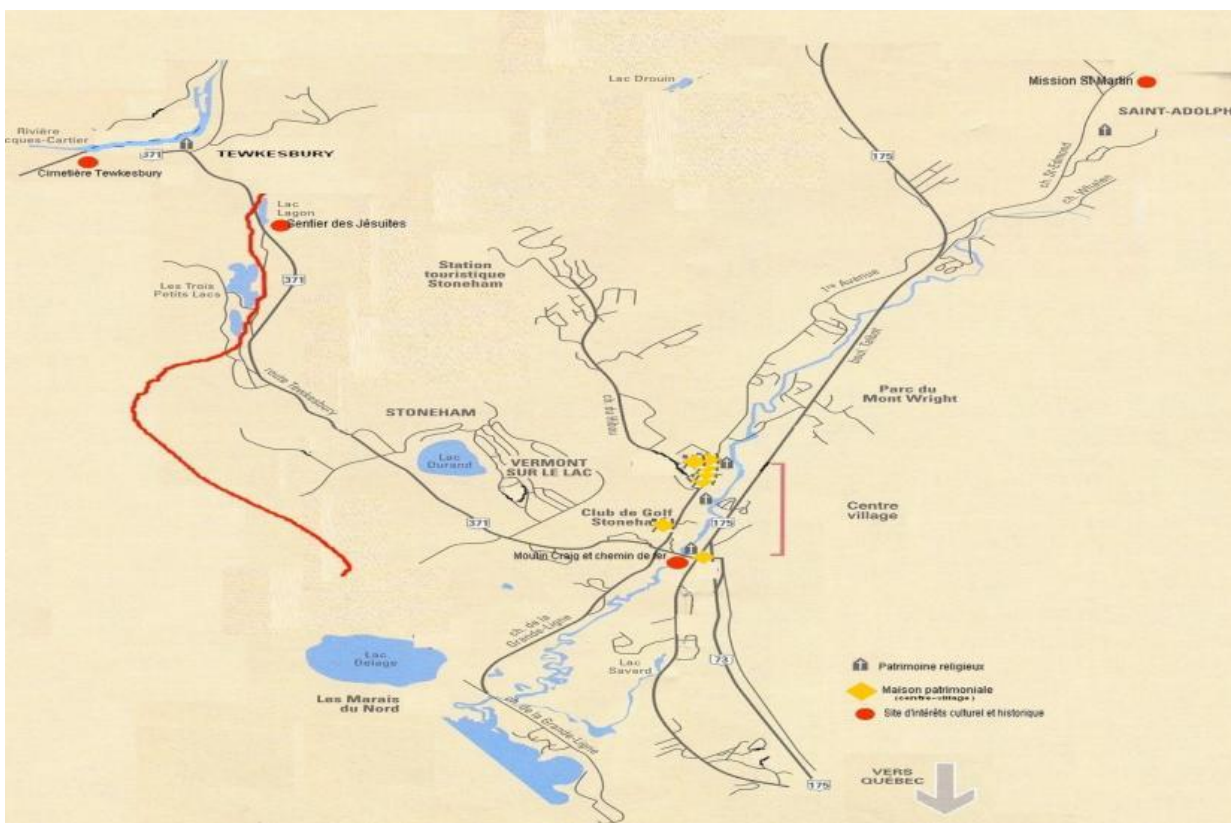 Lac Drouin
Mission St-Martin
SAINT-ADOLPH
Rivière
cques-Cartier
371
TEWKESBURY
175
Cimetière Tewkesbury
ch. St-Edmond
ch. Whalen
Lac
Lagon
Sentier des Jésuites
Station
touristique
Stoneham
371
Les Trois
Petits Lacs
1re Avenue
boul. Talbot
route Tewkesbury
ch. du Hibou
Parc du
Mont Wright
STONEHAM
Lac
Durand
VERMONT
SUR LE LAC
Centre
village
Club de Golf
Stoneham
371
175
Moulin Craig et chemin de fer
ch. de la
Grande-Ligne
Lac
Delage
Lac
Savard
73
Les Marais
du Nord
ch. de la Grande-Ligne
Patrimoine religieux
Maison patrimoniale
(centre-village)
Site d'intérêts culturel et historique
VERS
QUÉBEC
175